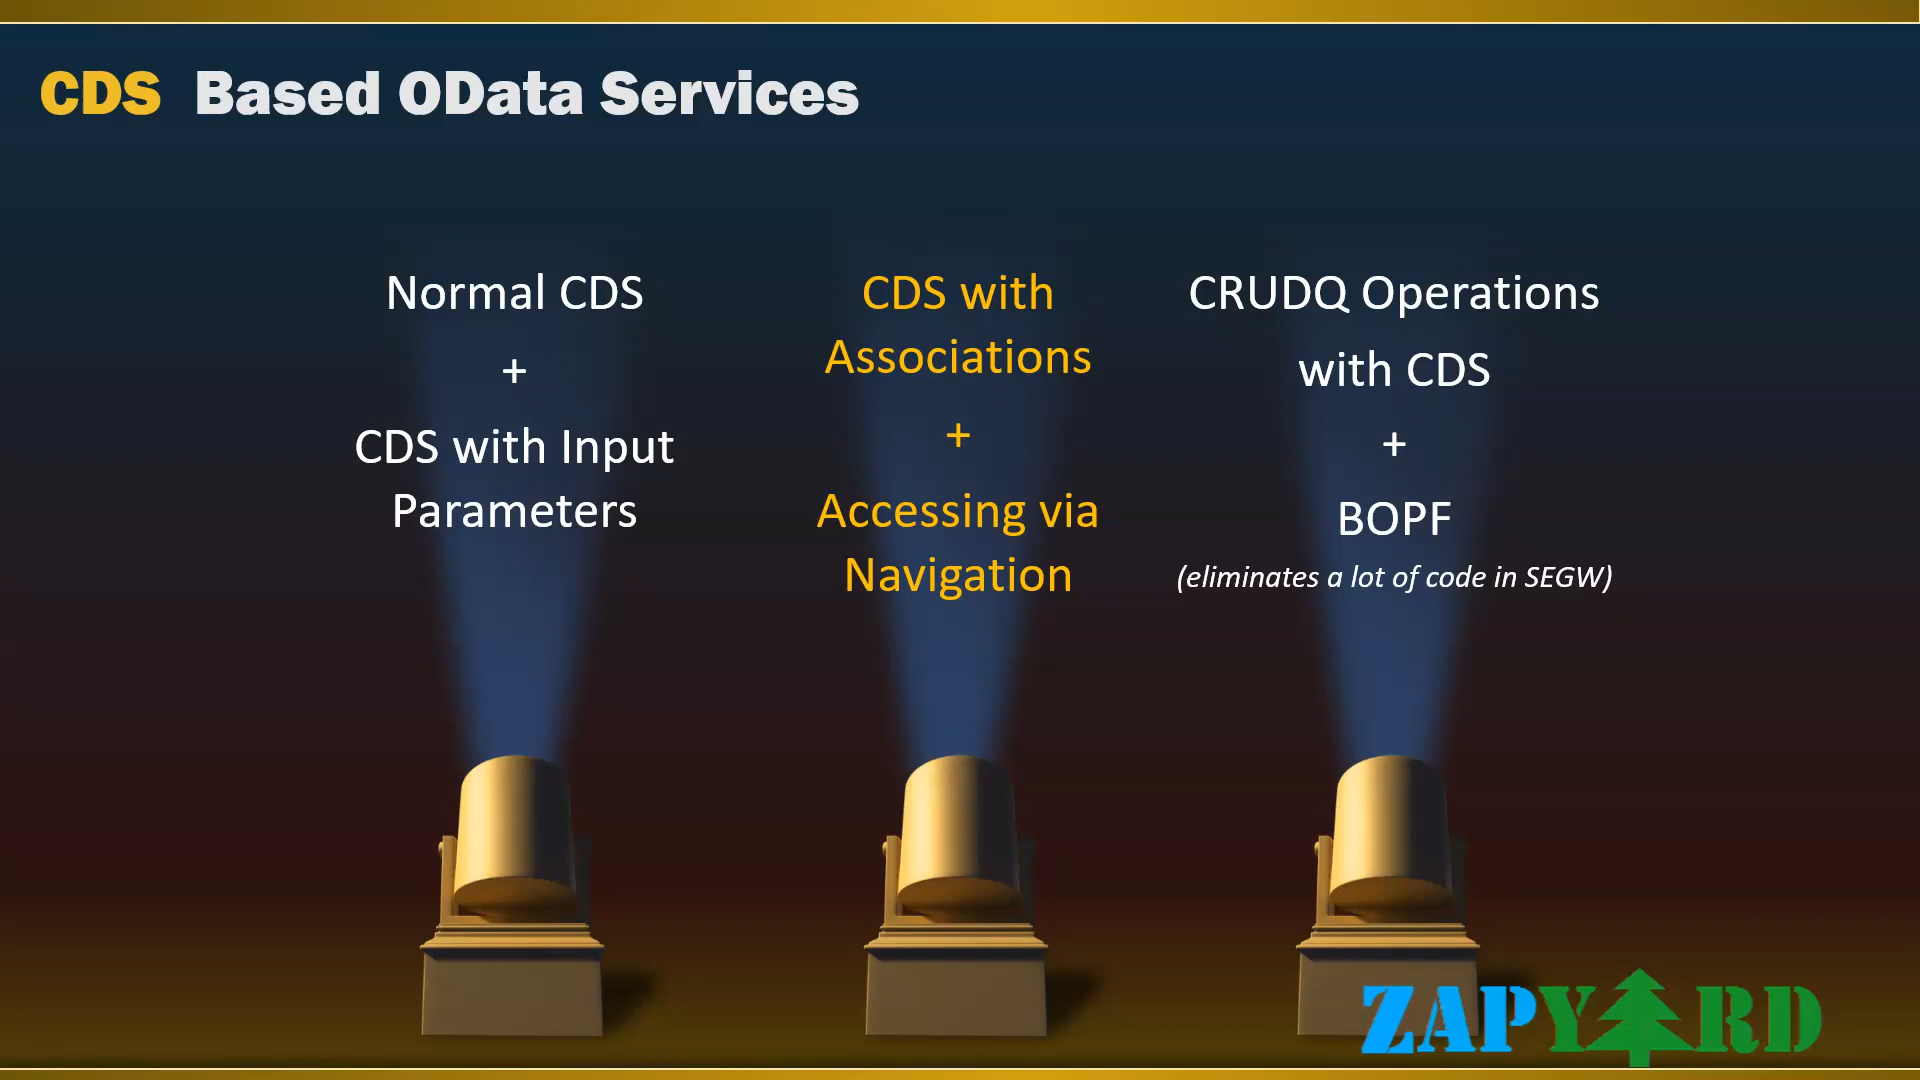 CDS Based OData Services
Normal CDS
+
CDS with Input
Parameters
CDS with
Associations
+
Accessing via
Navigation
CRUDQ Operations
with CDS
+
BOPF
(eliminates a lot of code in SEGW)
ZAPYARD